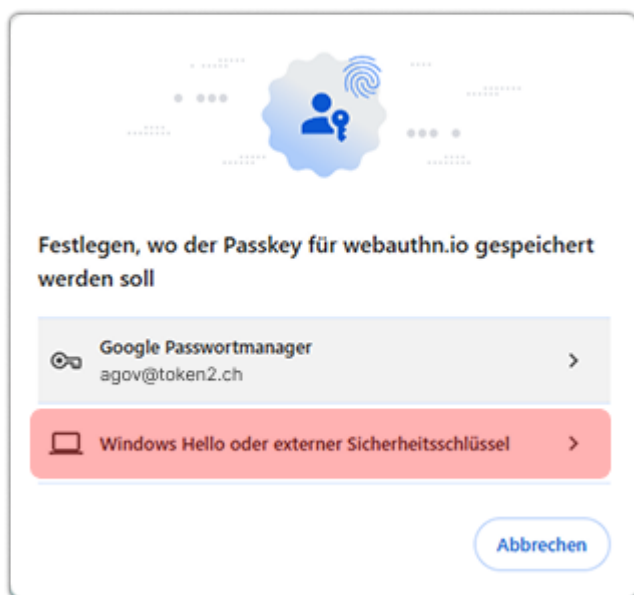 Festlegen, wo der Passkey für webauthn.io gespeichert
werden soll
Google Passwortmanager
agov@token2.ch
Windows Hello oder externer Sicherheitsschlüssel
Abbrechen